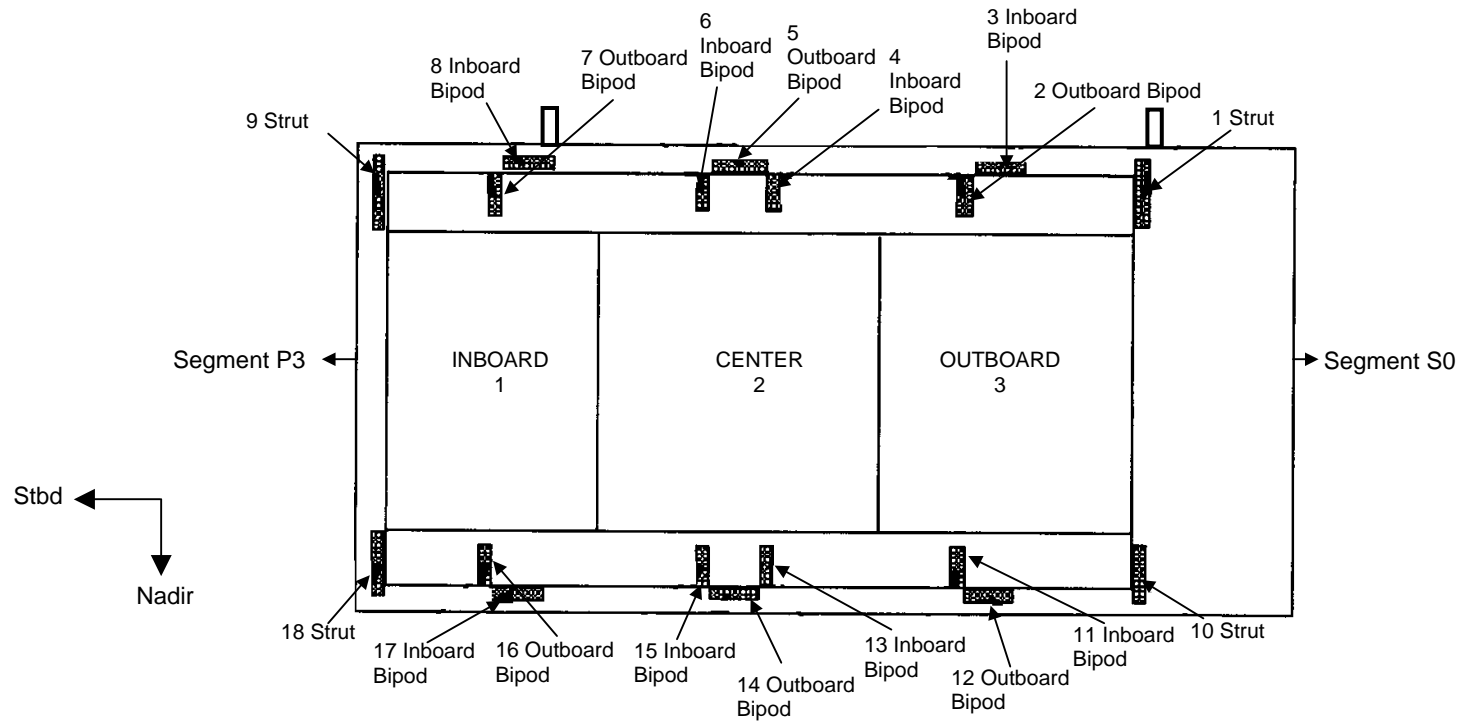 3 Inboard
Bipod
6
Inboard
Bipod
5
Outboard
Bipod
4
Inboard
Bipod
7 Outboard
Bipod
8 Inboard
Bipod
2 Outboard Bipod
9 Strut
1 Strut
Segment P3
INBOARD
1
CENTER
2
OUTBOARD
3
Segment S0
Stbd
Nadir
18 Strut
17 Inboard
Bipod
16 Outboard
Bipod
15 Inboard
Bipod
14 Outboard
Bipod
13 Inboard
Bipod
12 Outboard
Bipod
11 Inboard
Bipod
10 Strut